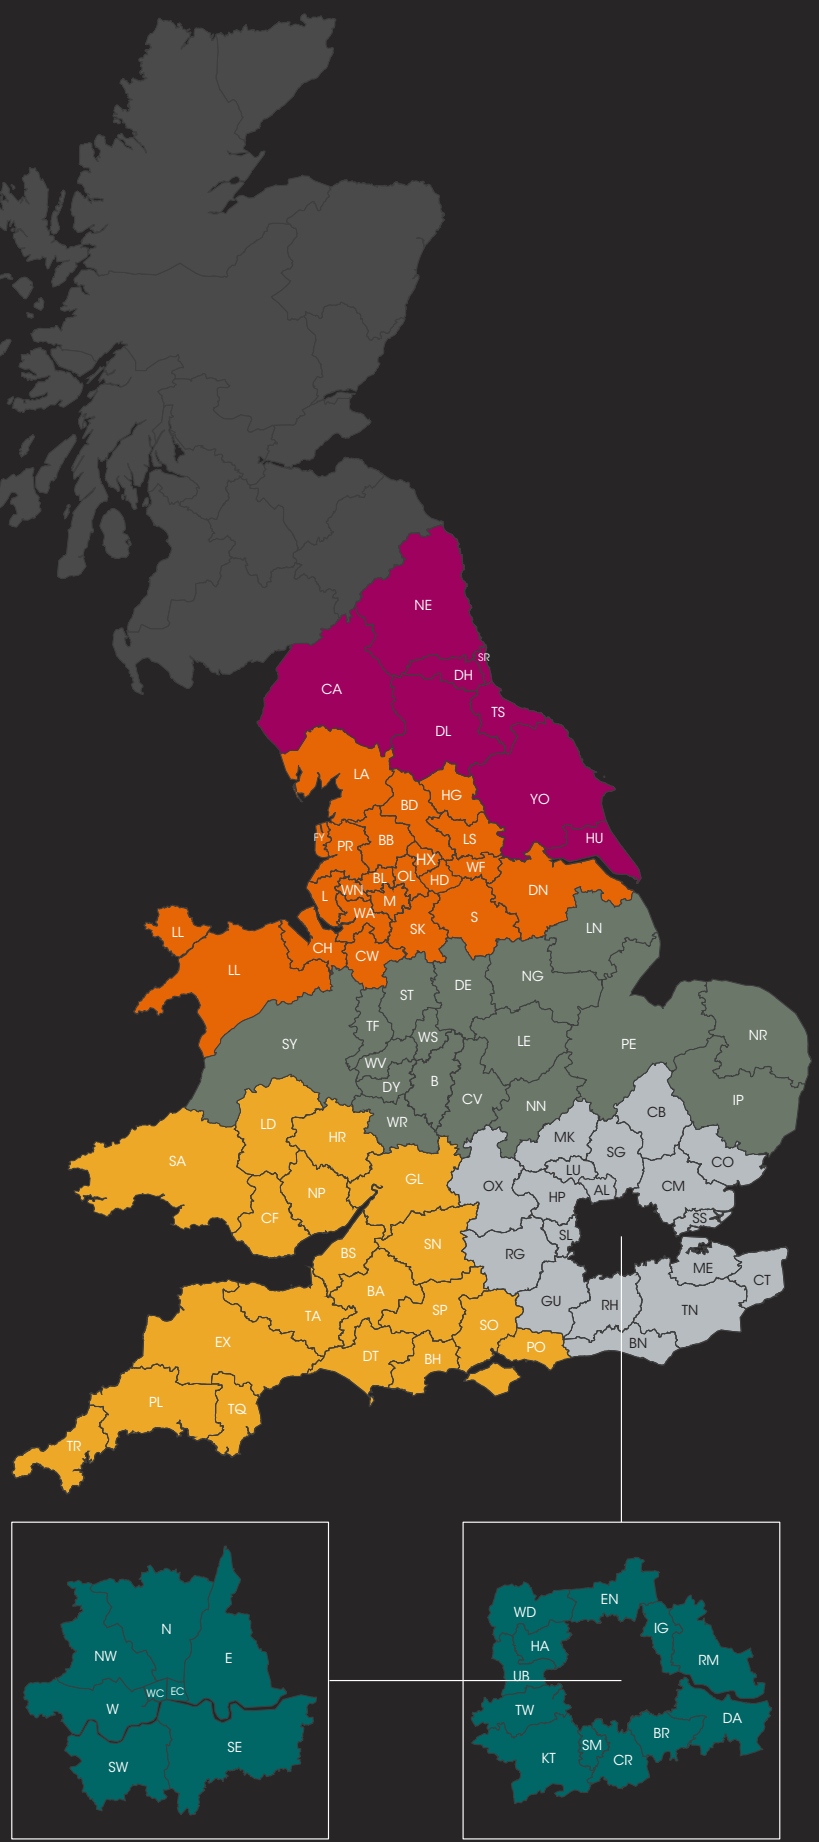 NE
SR
DH
CA
TS
DL
LA
HG
YO
BD
FY
BB
LS
HU
PR
HX
WF
BL
OL
HD
WN
DN
L
M
WA
S
SK
LN
LL
CH
CW
LL
NG
DE
ST
TF
WS
LE
NR
SY
PE
WV
DY
B
CV
NN
IP
WR
CB
LD
HR
MK
SG
SA
LU
CO
GL
OX
HP
AL
CM
NP
CF
SS
SL
BS
SN
RG
ME
CT
BA
GU
RH
TN
TA
SP
SO
EX
PO
BN
DT
BH
PL
TQ
TR
N
NW
E
WC
EC
W
SW
SE
EN
WD
IG
HA
RM
UB
TW
DA
BR
SM
KT
CR